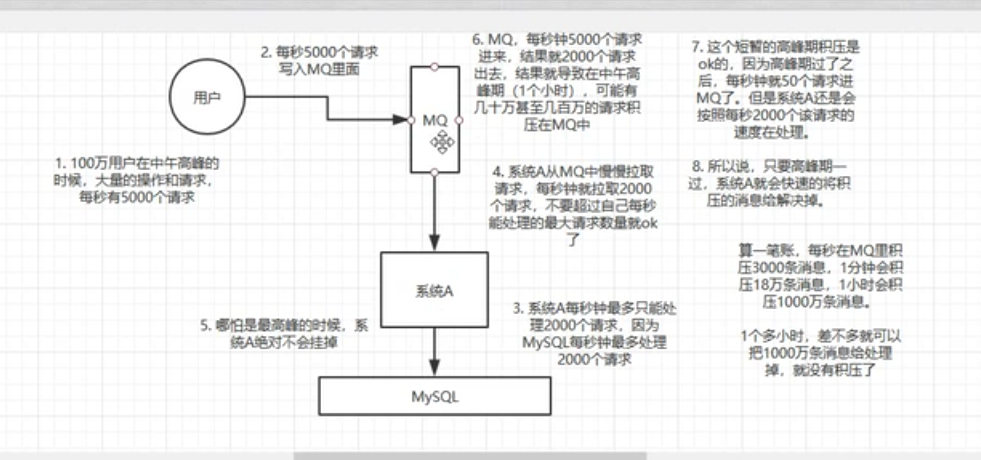 用户
2. 每秒5000个请求
写入MQ里面
1. 100万用户在中午高峰的
时候，大量的操作和请求，
每秒有5000个请求
MQ
6. MQ，每秒钟5000个请求
进来，结果就2000个请求
出去，结果就导致在中午高
峰期（1个小时），可能有
几十万甚至几百万的请求积
压在MQ中
4. 系统A从MQ中慢慢拉取
请求，每秒钟就拉取2000
个请求，不要超过自己每秒
能处理的最大请求数量就ok
了
系统A
3. 系统A每秒钟最多只能处
理2000个请求，因为
MySQL每秒钟最多处理
2000个请求
5. 哪怕是最高峰的时候，系
统A绝对不会挂掉
MySQL
7. 这个短暂的高峰期积压是
ok的，因为高峰期过了之
后，每秒钟就50个请求进
MQ了。但是系统A还是会
按照每秒2000个该请求的
速度在处理。
8. 所以说，只要高峰期一
过，系统A就会快速的将积
压的消息给解决掉。
算一笔账，每秒在MQ里积
压3000条消息，1分钟会积
压18万条消息，1小时会积
压1000万条消息。
1个多小时，差不多就可以
把1000万条消息给处理
掉，就没有积压了